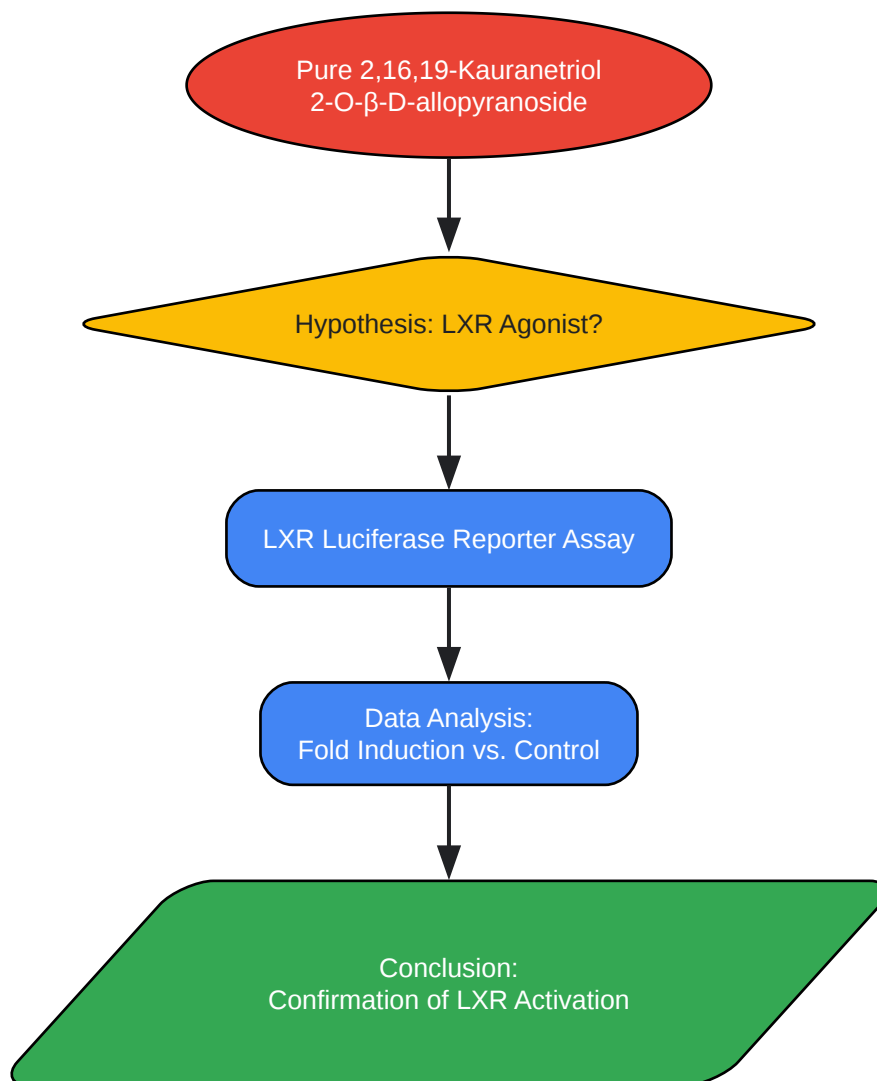 Pure 2,16,19-Kauranetriol
2-O-β-D-allopyranoside
Hypothesis: LXR Agonist?
LXR Luciferase Reporter Assay
Data Analysis:
Fold Induction vs. Control
Conclusion:
Confirmation of LXR Activation